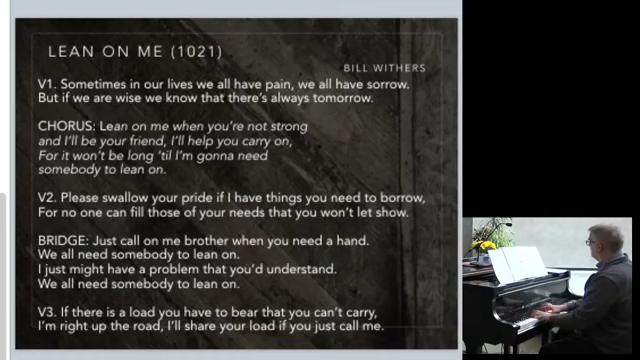 LEAN ON ME (1021)
BILL WITHERS
V1. Sometimes in our lives we all have pain, we all have sorrow.
But if we are wise we know that there's always tomorrow.
CHORUS: Lean on me when you're not strong
and I'll be your friend, I'll help you carry on,
For it won't be long 'til I'm gonna need
somebody to lean on.
V2. Please swallow your pride if I have things you need to borrow,
For no one can fill those of your needs that you won't let show.
BRIDGE: Just call on me brother when you need a hand.
We all need somebody to lean on.
I just might have a problem that you'd understand.
We all need somebody to lean on.
V3. If there is a load you have to bear that you can't carry,
I'm right up the road, I'll share your load if you just call me.